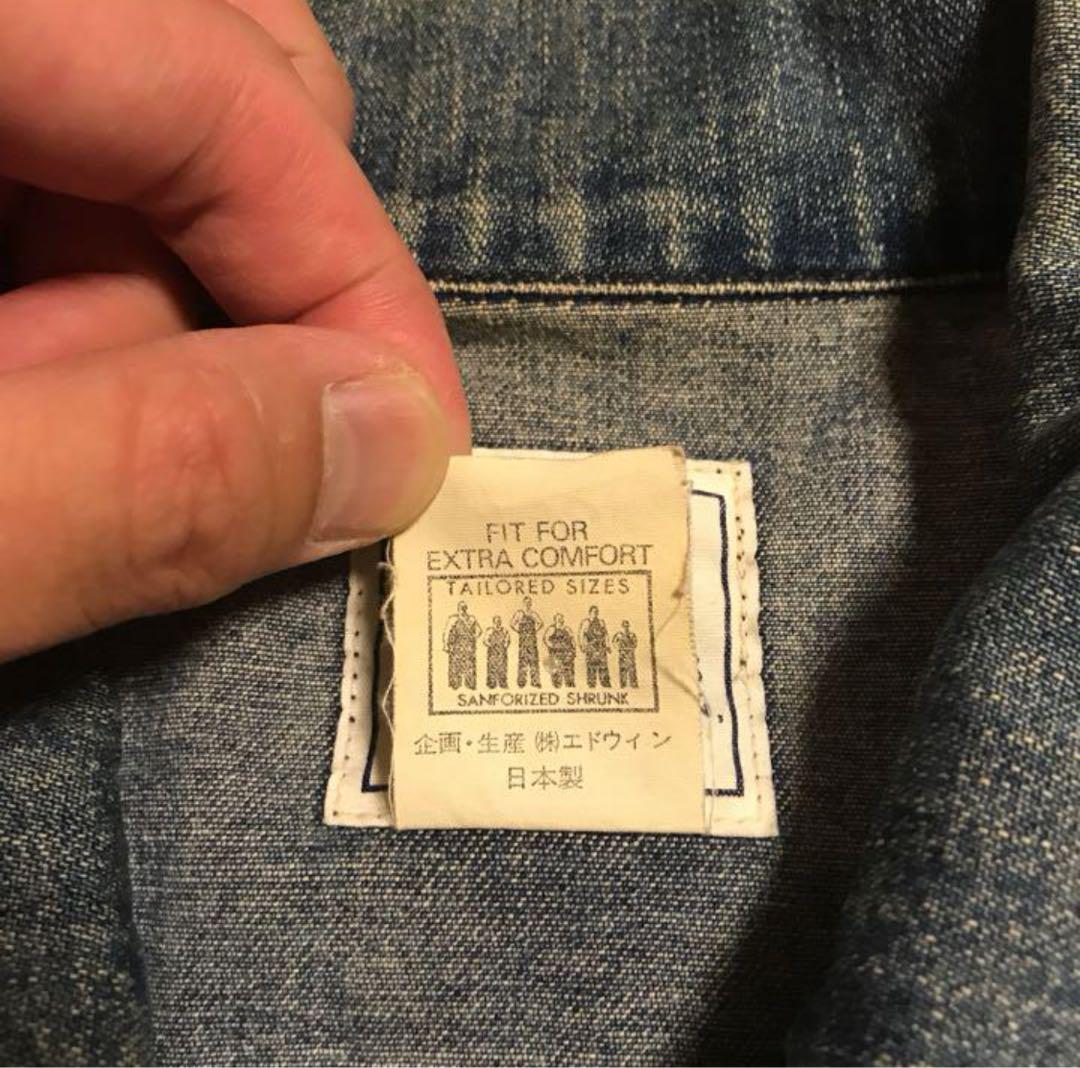 FIT FOR
EXTRA COMFORT
TAILORED SIZES
SANFORIZED SHRUNK
企画・生産 ㈱エドウィン
日本製